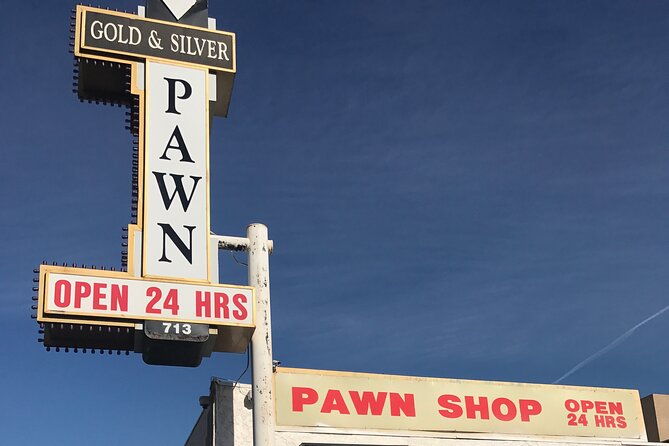 GOLD & SILVER
PAWN
OPEN 24 HRS
713
PAWN SHOP
OPEN
24 HRS